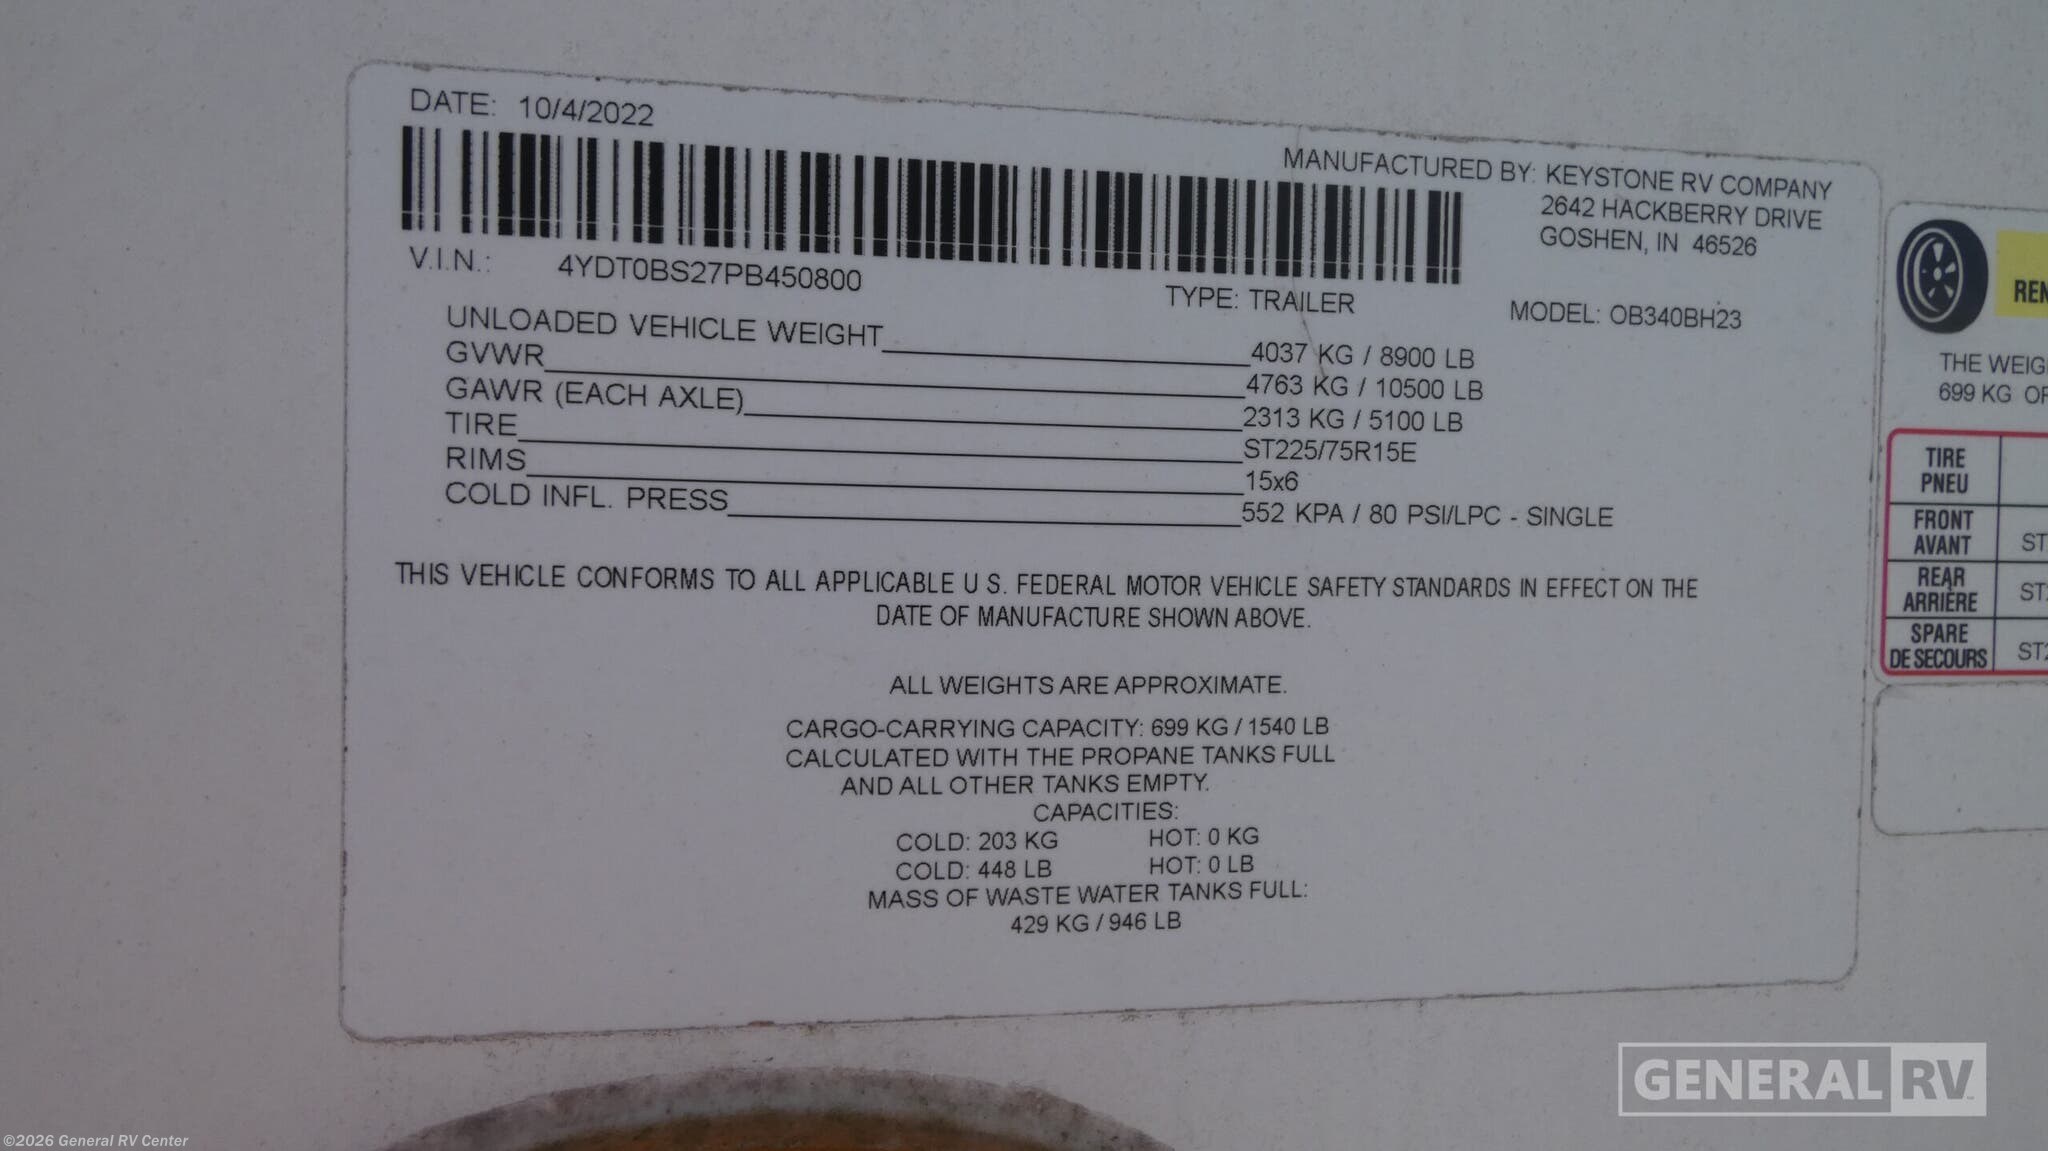 DATE: 10/4/2022
MANUFACTURED BY: KEYSTONE RV COMPANY
2642 HACKBERRY DRIVE
GOSHEN, IN 46526
V.I.N.: 4YDT0BS27PB450800
TYPE: TRAILER
MODEL: OB340BH23
UNLOADED VEHICLE WEIGHT 4037 KG / 8900 LB
GVWR 4763 KG / 10500 LB
GAWR (EACH AXLE) 2313 KG / 5100 LB
TIRE ST225/75R15E
RIMS 15x6
COLD INFL. PRESS 552 KPA / 80 PSI/LPC - SINGLE
THIS VEHICLE CONFORMS TO ALL APPLICABLE U S. FEDERAL MOTOR VEHICLE SAFETY STANDARDS IN EFFECT ON THE
DATE OF MANUFACTURE SHOWN ABOVE.
ALL WEIGHTS ARE APPROXIMATE.
CARGO-CARRYING CAPACITY: 699 KG / 1540 LB
CALCULATED WITH THE PROPANE TANKS FULL
AND ALL OTHER TANKS EMPTY.
CAPACITIES:
COLD: 203 KG HOT: 0 KG
COLD: 448 LB HOT: 0 LB
MASS OF WASTE WATER TANKS FULL:
429 KG / 946 LB
THE
699 KG
TIRE
PNEU
FRONT
AVANT
REAR
ARRIÈRE
SPARE
DE SECOURS
GENERAL RV
©2026 General RV Center